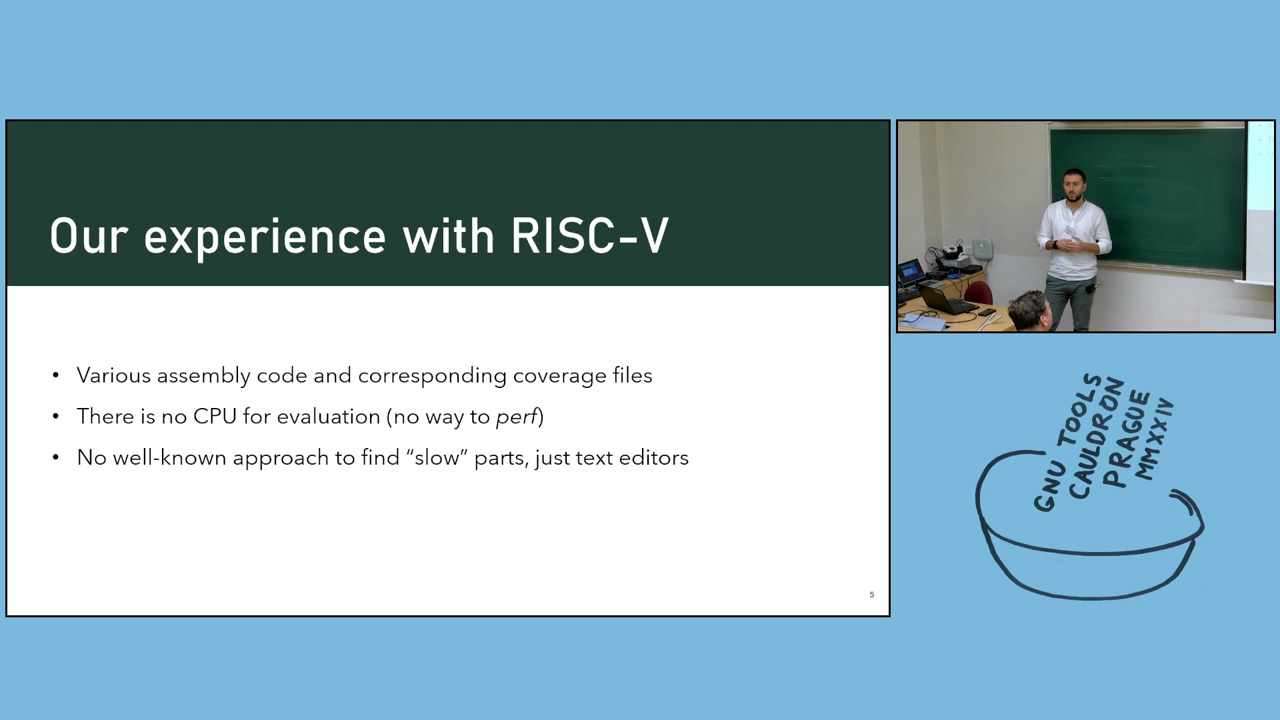 Our experience with RISC-V
• Various assembly code and corresponding coverage files
• There is no CPU for evaluation (no way to perf)
• No well-known approach to find “slow” parts, just text editors
5
GNU TOOLS
CAULDRON
PRAGUE
MMXXIV